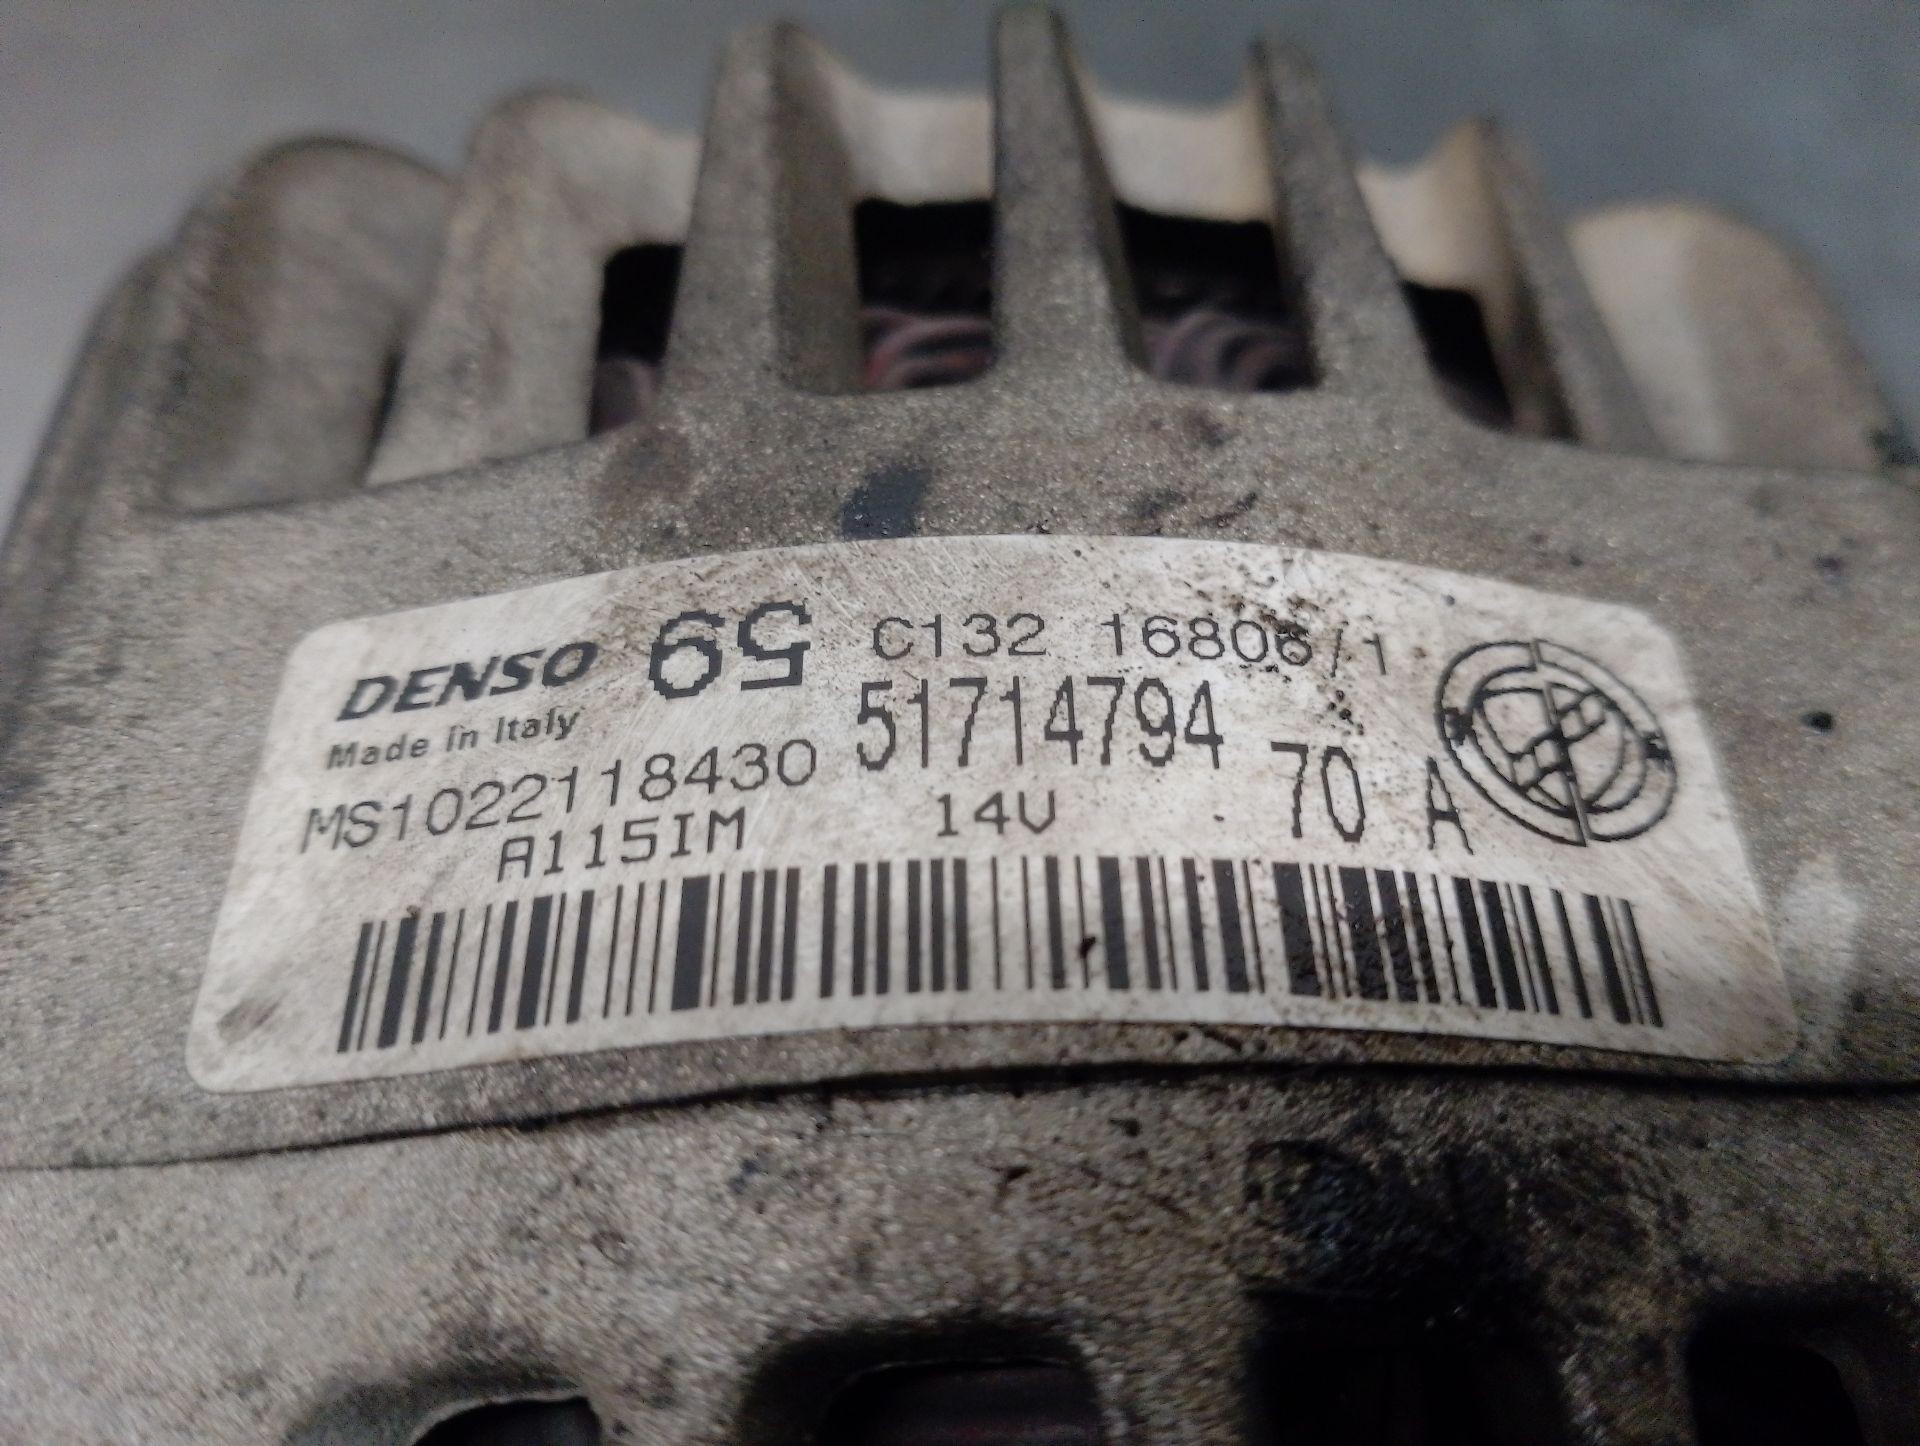 DENSO 59 C132 16806/1
Made in Italy 51714794
MS1022118430 70 A
A115IM 14V